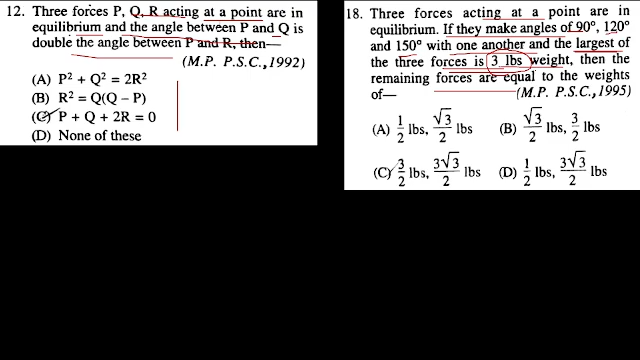 12. Three forces P, Q, R acting at a point are in
equilibrium and the angle between P and Q is
double the angle between P and R, then—
(M.P. P.S.C.,1992)
(A) P² + Q² = 2R²
(B) R² = Q(Q – P)
(C) P + Q + 2R = 0
(D) None of these
18. Three forces acting at a point are in
equilibrium. If they make angles of 90°, 120°
and 150° with one another and the largest of
the three forces is 3 lbs weight, then the
remaining forces are equal to the weights
of— (M.P. P.S.C.,1995)
(A) 1/2 lbs, √3/2 lbs (B) √3/2 lbs, 3/2 lbs
(C) 3/2 lbs, 3√3/2 lbs (D) 1/2 lbs, 3√3/2 lbs